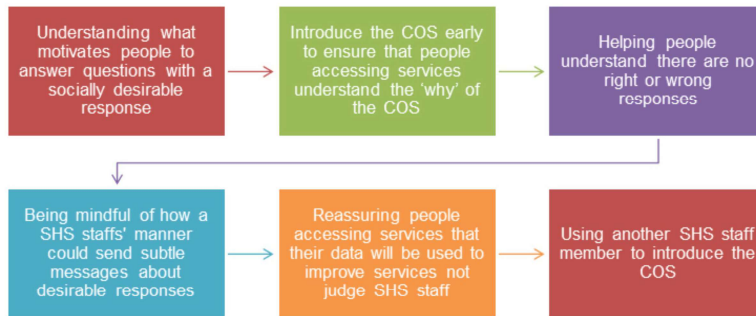 Understanding what
motivates people to
answer questions with a
socially desirable
response
Introduce the COS early
to ensure that people
accessing services
understand the 'why' of
the COS
Helping people
understand there are no
right or wrong
responses
Being mindful of how a
SHS staffs' manner
could send subtle
messages about
desirable responses
Reassuring people
accessing services that
their data will be used to
improve services not
judge SHS staff
Using another SHS staff
member to introduce the
COS